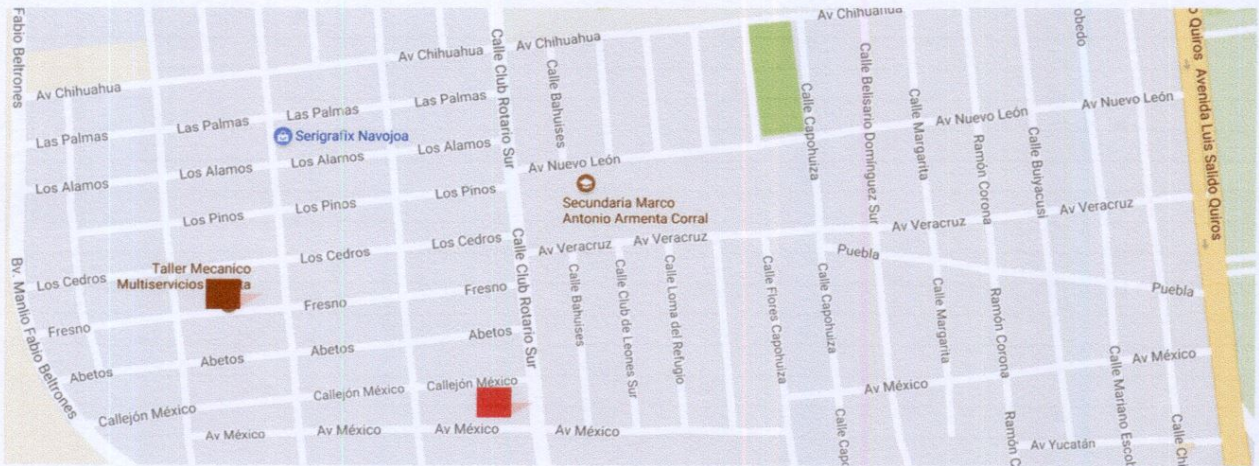 Fabio Beltrones
Av Chihuahua
Av Chihuahua
Calle Club Rotario Sur
Av Chihuahua
Calle Bahuises
Av Chihuahua
Quiros
Avenida Luis Salido Quiros
Las Palmas
Las Palmas
Las Palmas
Las Palmas
Serigrafix Navojoa
Los Alamos
Los Alamos
Los Alamos
Los Alamos
Av Nuevo León
Av Nuevo León
Av Nuevo León
Calle Capohuiza
Calle Belisario Domínguez Sur
Calle Margarita
Ramón Corona
Calle Buiyacusi
Secundaria Marco
Antonio Armenta Corral
Los Pinos
Los Pinos
Los Pinos
Los Cedros
Los Cedros
Los Cedros
Av Veracruz
Av Veracruz
Av Veracruz
Av Veracruz
Puebla
Puebla
Taller Mecanico
Multiservicios
Calle Club Rotario Sur
Calle Bahuises
Calle Club de Leones Sur
Calle Loma del Refugio
Calle Flores Capohuiza
Calle Capohuiza
Calle Margarita
Ramón Corona
Bv. Manlio Fabio Beltrones
Fresno
Fresno
Fresno
Abetos
Abetos
Abetos
Abetos
Callejón México
Callejón México
Callejón México
Av México
Av México
Av México
Av México
Av México
Av México
Calle Capo
Ramón C
Av Yucatán
Calle Mariano Escob